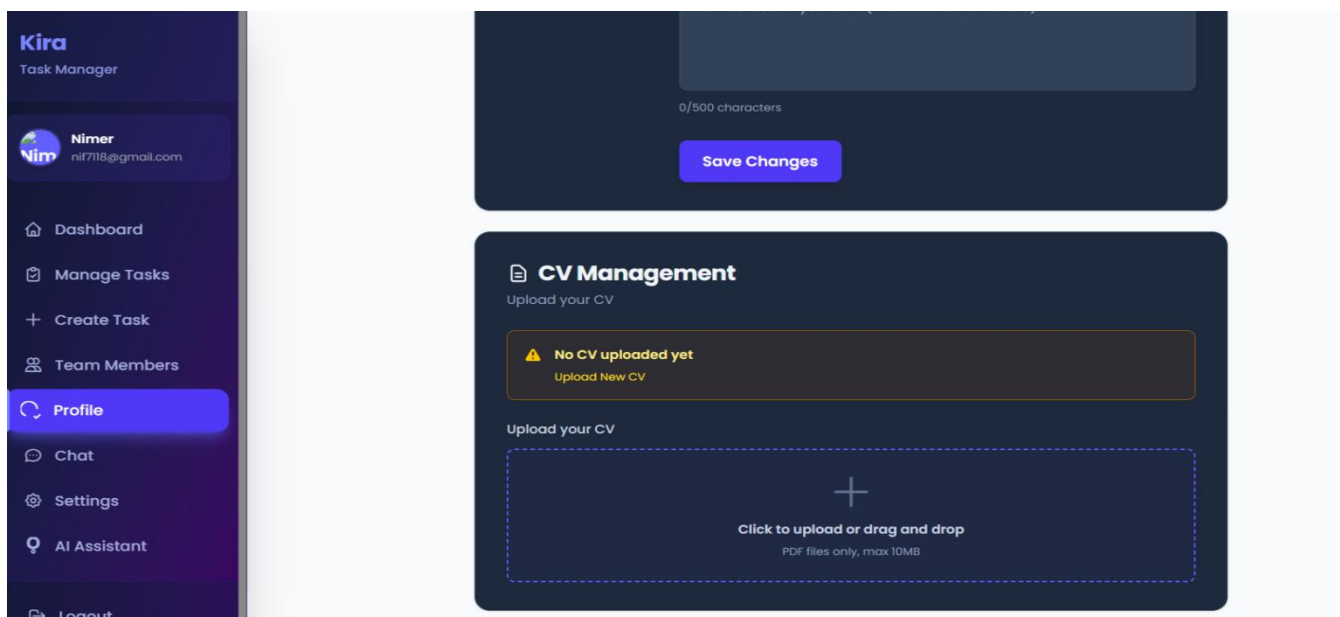 Kira
Task Manager
Nim
Nimer
nif7118@gmail.com
Dashboard
Manage Tasks
Create Task
Team Members
Profile
Chat
Settings
AI Assistant
Logout
0/500 characters
Save Changes
CV Management
Upload your CV
No CV uploaded yet
Upload New CV
Upload your CV
Click to upload or drag and drop
PDF files only, max 10MB